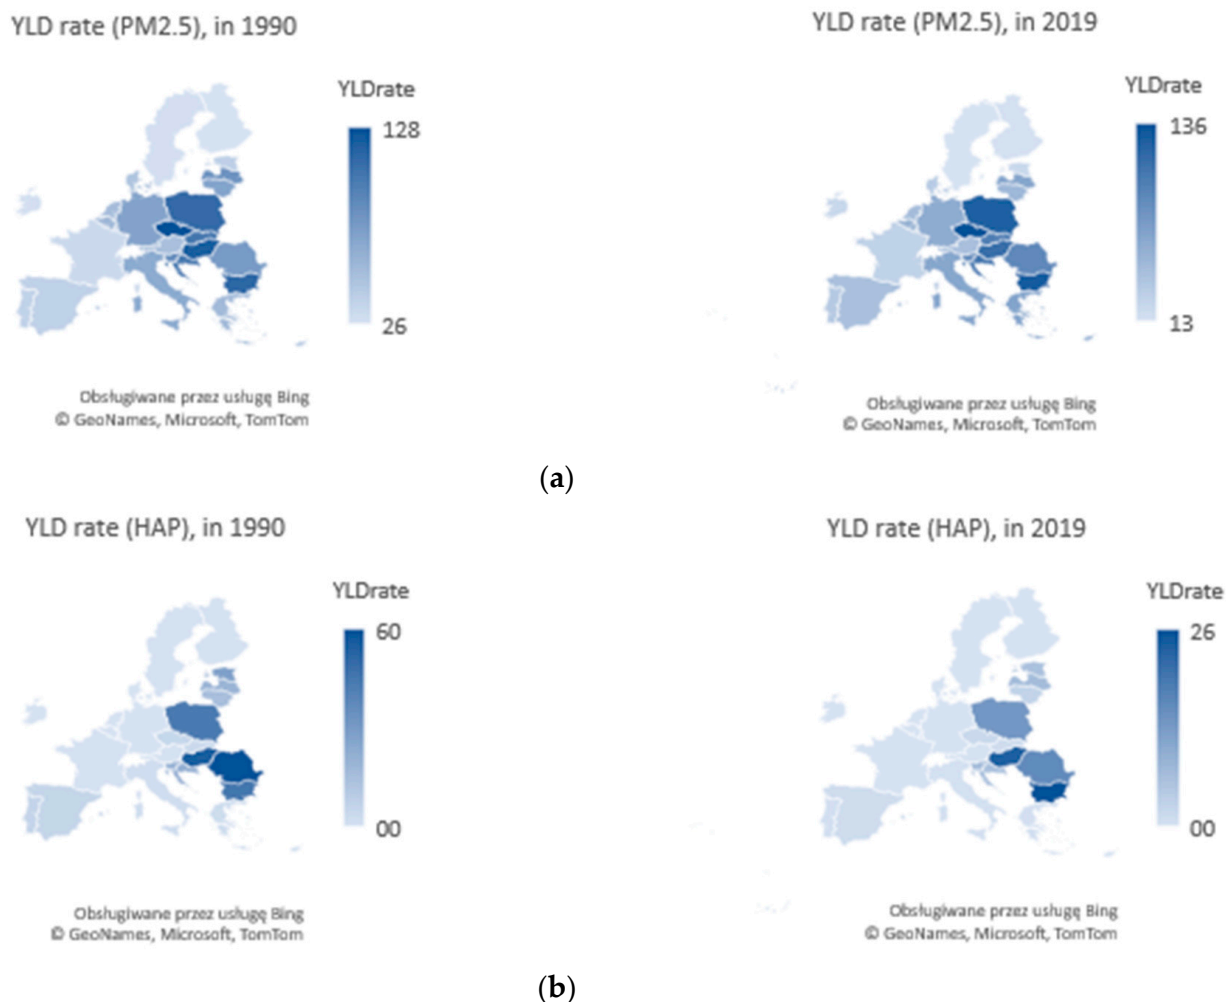 YLD rate (PM2.5), in 1990
YLDrate
128
26
Obsługiwane przez usługę Bing
© GeoNames, Microsoft, TomTom
YLD rate (PM2.5), in 2019
YLDrate
136
13
Obsługiwane przez usługę Bing
© GeoNames, Microsoft, TomTom
(a)
YLD rate (HAP), in 1990
YLDrate
60
00
Obsługiwane przez usługę Bing
© GeoNames, Microsoft, TomTom
YLD rate (HAP), in 2019
YLDrate
26
00
Obsługiwane przez usługę Bing
© GeoNames, Microsoft, TomTom
(b)